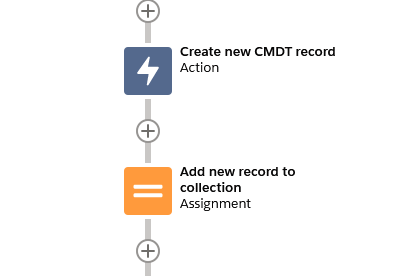 Create new CMDT record
Action
Add new record to
collection
Assignment